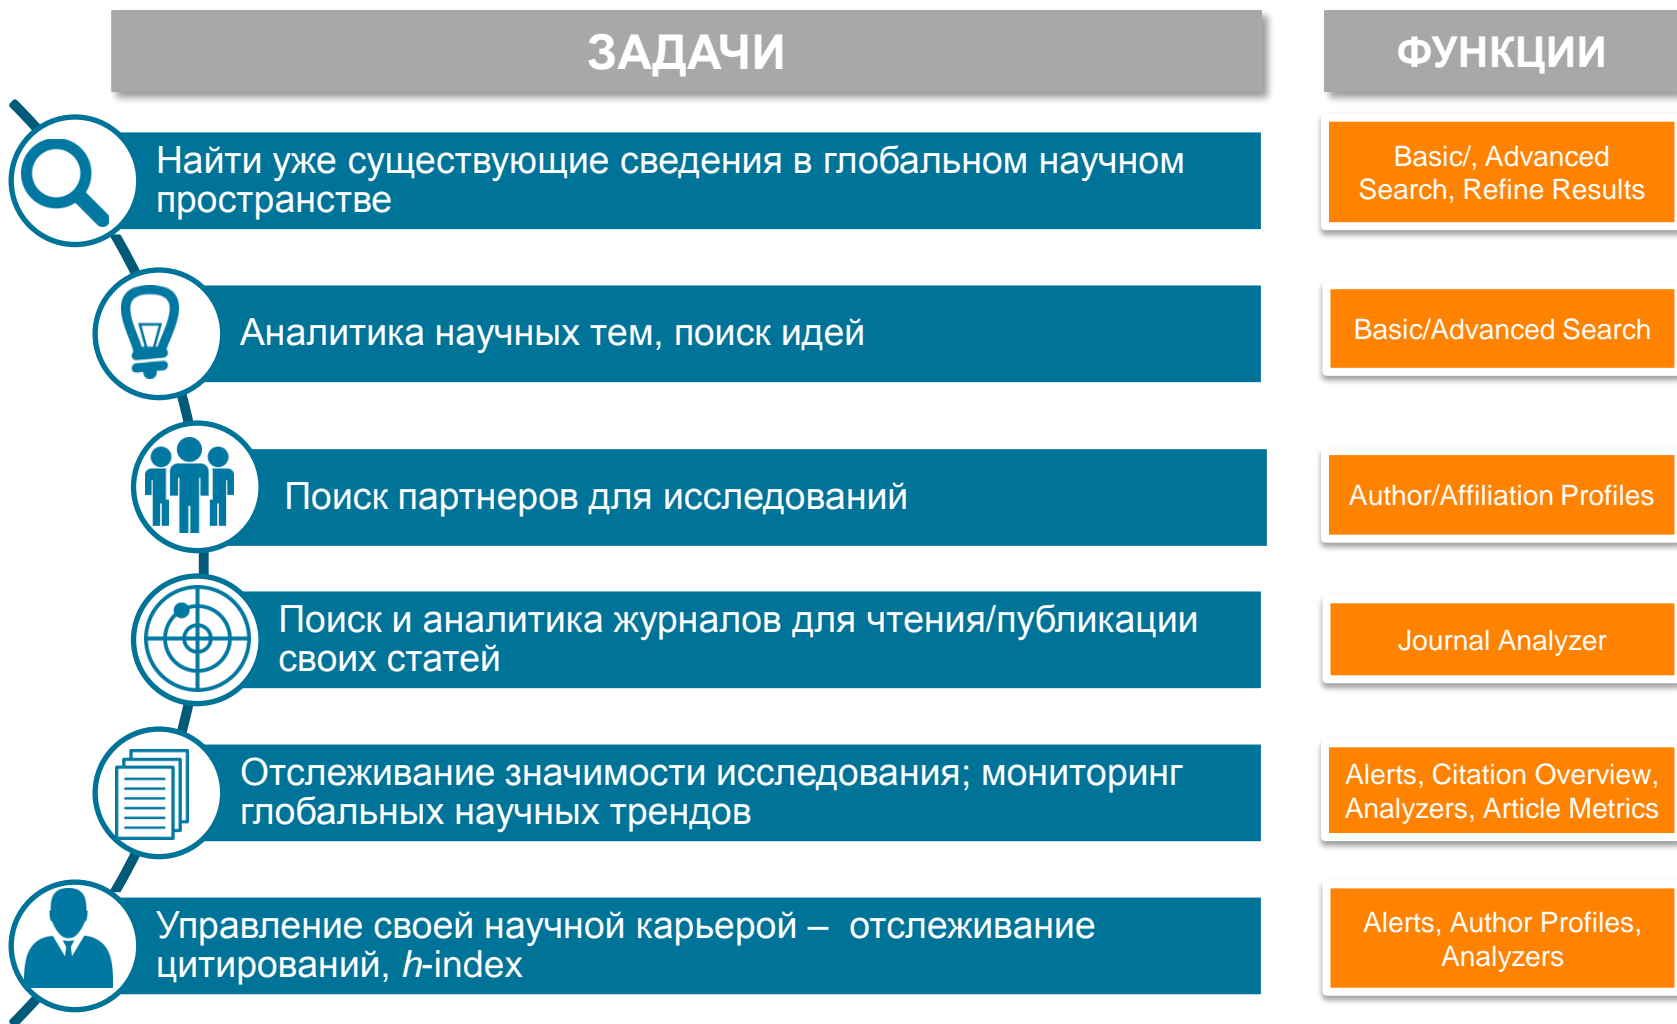 ЗАДАЧИ
ФУНКЦИИ
Найти уже существующие сведения в глобальном научном
пространстве
Basic/, Advanced
Search, Refine Results
Аналитика научных тем, поиск идей
Basic/Advanced Search
Поиск партнеров для исследований
Author/Affiliation Profiles
Поиск и аналитика журналов для чтения/публикации
своих статей
Journal Analyzer
Отслеживание значимости исследования; мониторинг
глобальных научных трендов
Alerts, Citation Overview,
Analyzers, Article Metrics
Управление своей научной карьерой – отслеживание
цитирований, h-index
Alerts, Author Profiles,
Analyzers